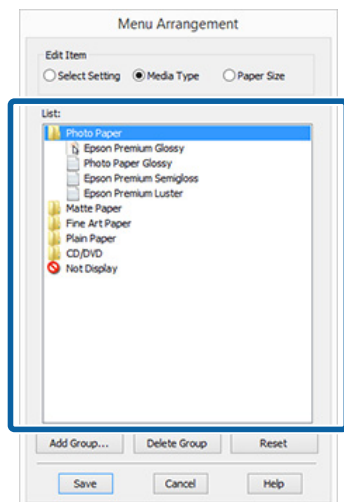 Menu Arrangement
Edit Item
Select Setting Media Type Paper Size
List:
Photo Paper
Epson Premium Glossy
Photo Paper Glossy
Epson Premium Semigloss
Epson Premium Luster
Matte Paper
Fine Art Paper
Plain Paper
CD/DVD
Not Display
Add Group... Delete Group Reset
Save Cancel Help